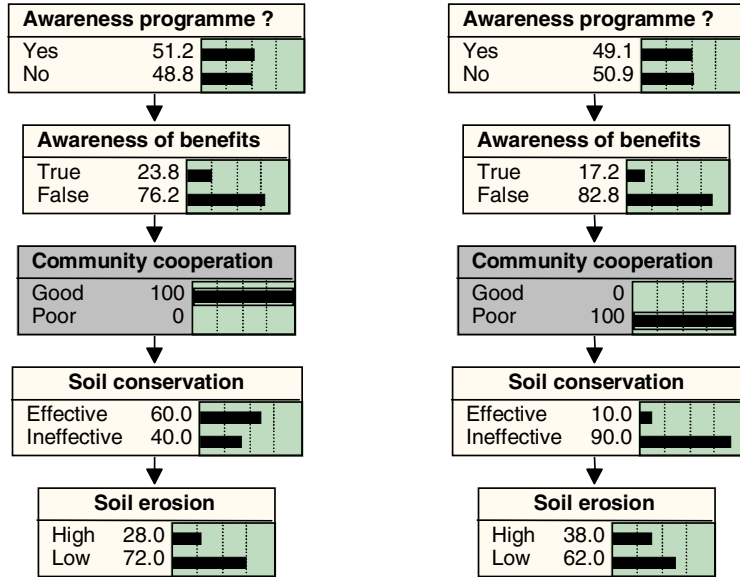 Awareness programme ?
Yes 51.2
No 48.8
Awareness of benefits
True 23.8
False 76.2
Community cooperation
Good 100
Poor 0
Soil conservation
Effective 60.0
Ineffective 40.0
Soil erosion
High 28.0
Low 72.0
Awareness programme ?
Yes 49.1
No 50.9
Awareness of benefits
True 17.2
False 82.8
Community cooperation
Good 0
Poor 100
Soil conservation
Effective 10.0
Ineffective 90.0
Soil erosion
High 38.0
Low 62.0